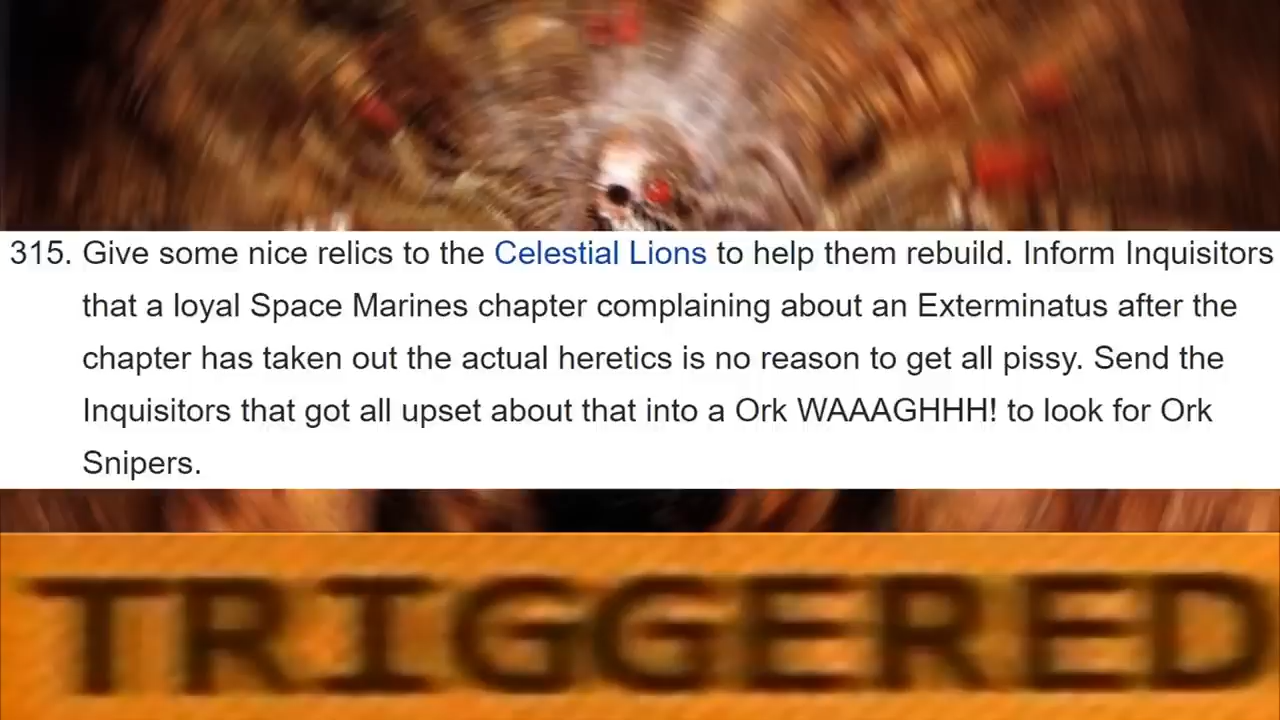 315. Give some nice relics to the Celestial Lions to help them rebuild. Inform Inquisitors
that a loyal Space Marines chapter complaining about an Exterminatus after the
chapter has taken out the actual heretics is no reason to get all pissy. Send the
Inquisitors that got all upset about that into a Ork WAAAGHHH! to look for Ork
Snipers.
TRIGGERED